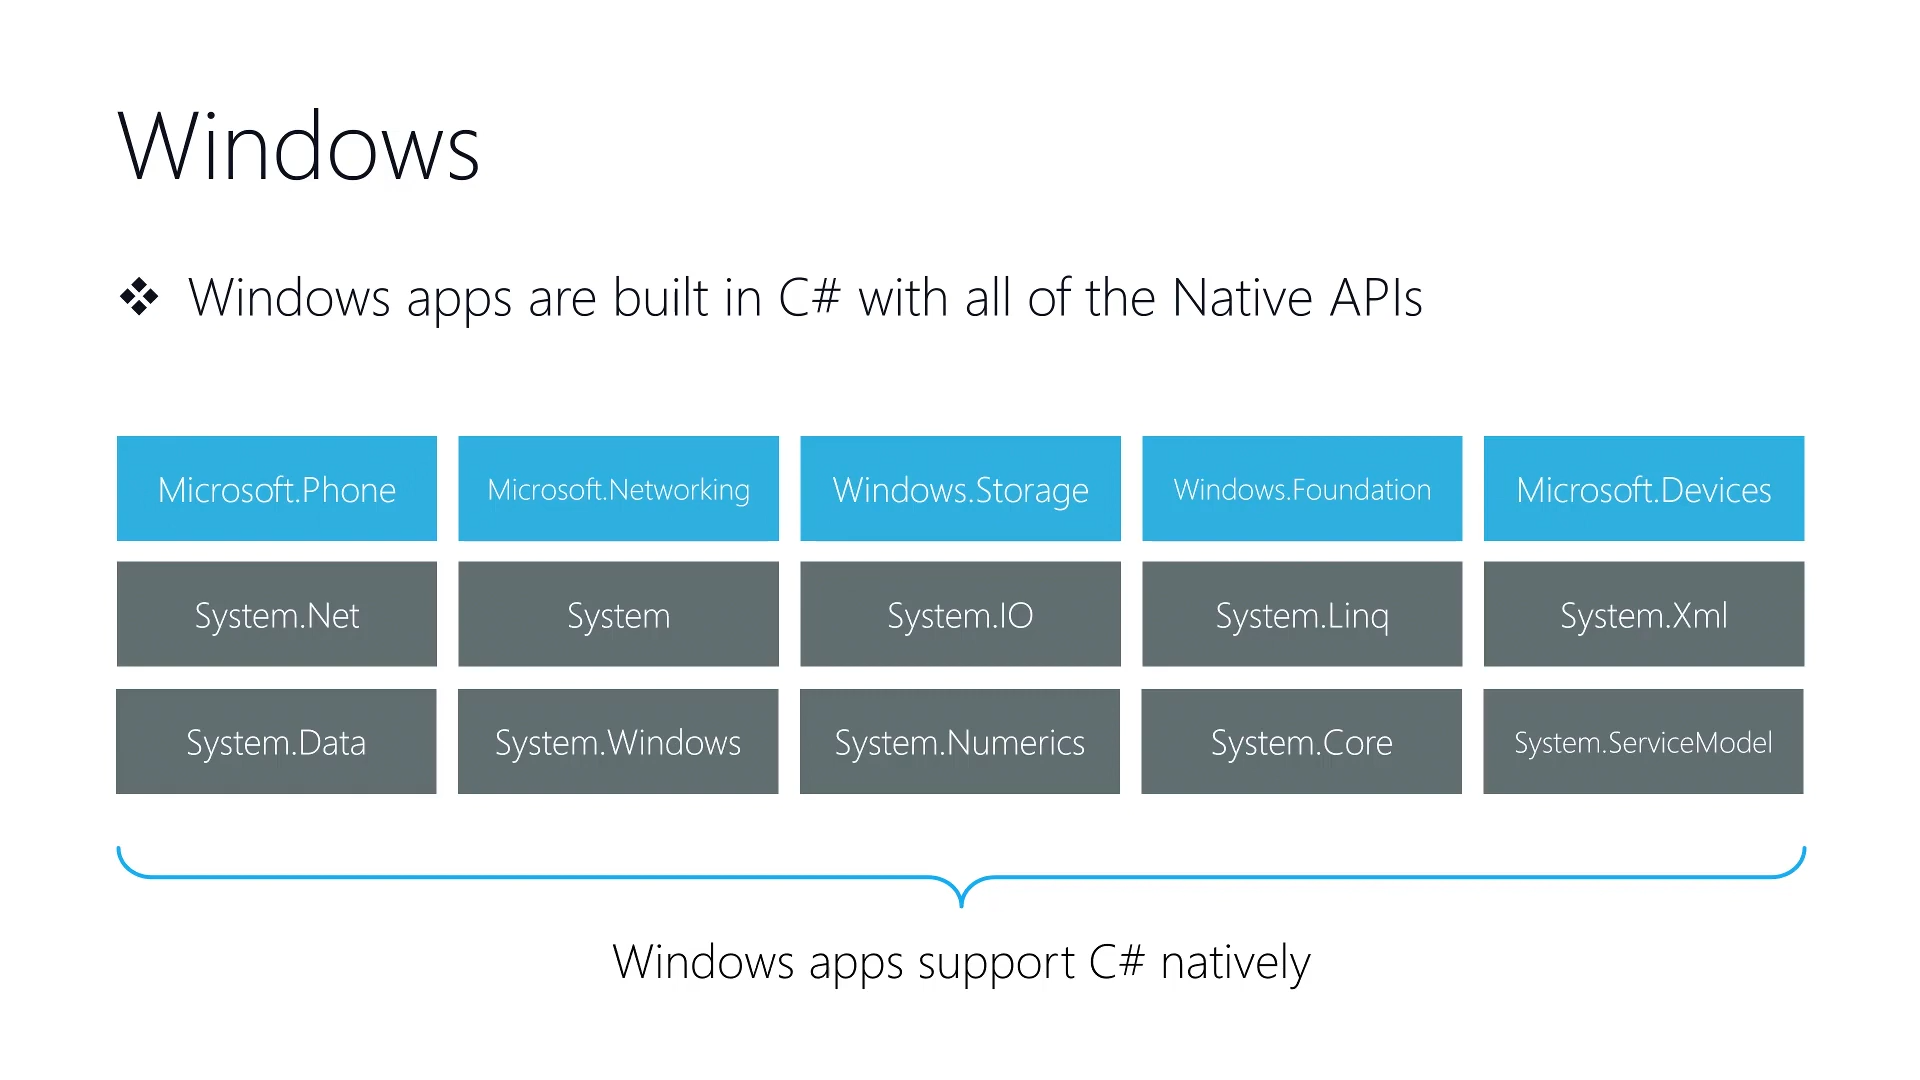 Windows
❖ Windows apps are built in C# with all of the Native APIs
Microsoft.Phone
Microsoft.Networking
Windows.Storage
Windows.Foundation
Microsoft.Devices
System.Net
System
System.IO
System.Linq
System.Xml
System.Data
System.Windows
System.Numerics
System.Core
System.ServiceModel
Windows apps support C# natively